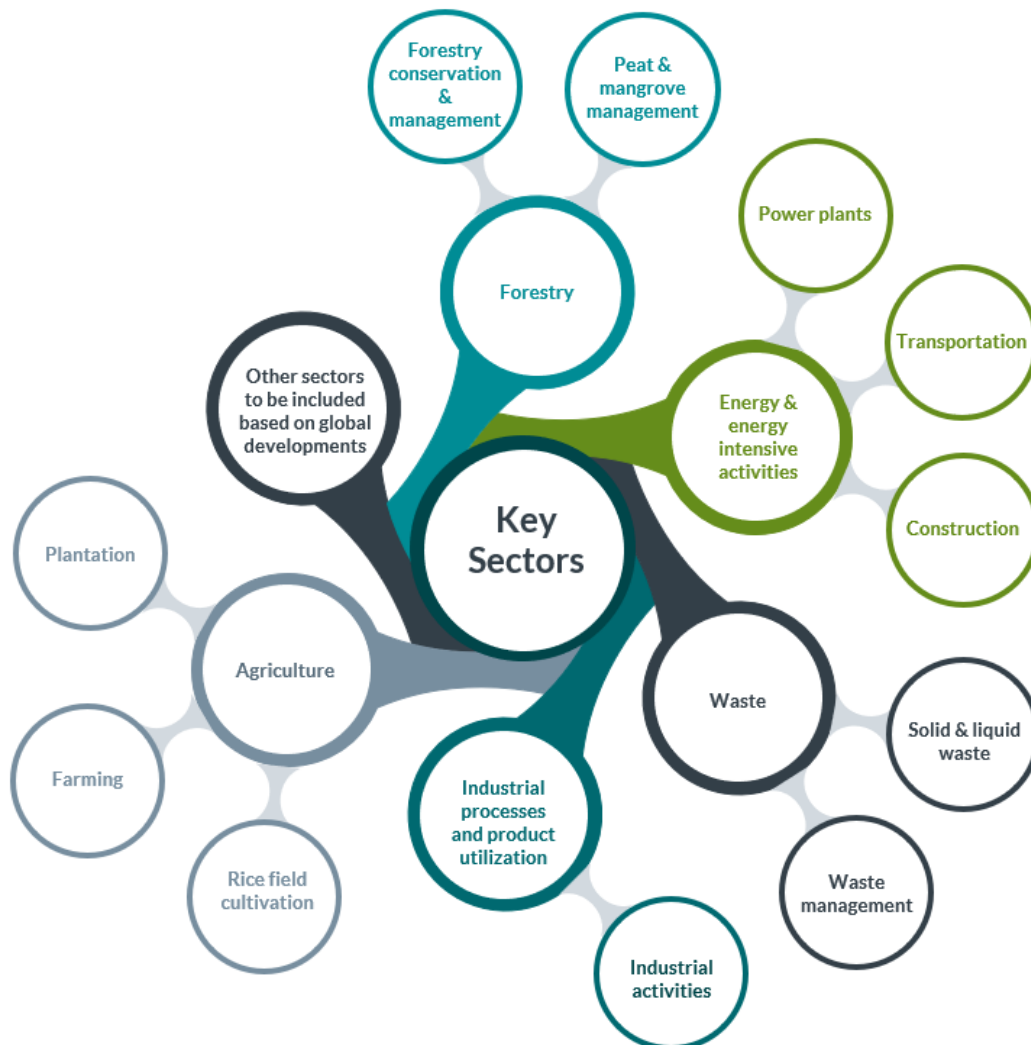 Forestry
conservation
&
management
Peat &
mangrove
management
Power plants
Forestry
Transportation
Other sectors
to be included
based on global
developments
Energy &
energy
intensive
activities
Key
Sectors
Construction
Plantation
Agriculture
Waste
Solid & liquid
waste
Farming
Industrial
processes
and product
utilization
Rice field
cultivation
Waste
management
Industrial
activities